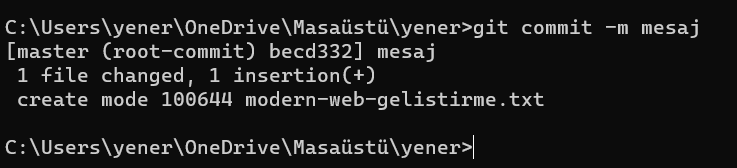 C:\Users\yener\OneDrive\Masaüstü\yener>git commit -m mesaj
[master (root-commit) becd332] mesaj
 1 file changed, 1 insertion(+)
 create mode 100644 modern-web-gelistirme.txt
C:\Users\yener\OneDrive\Masaüstü\yener>